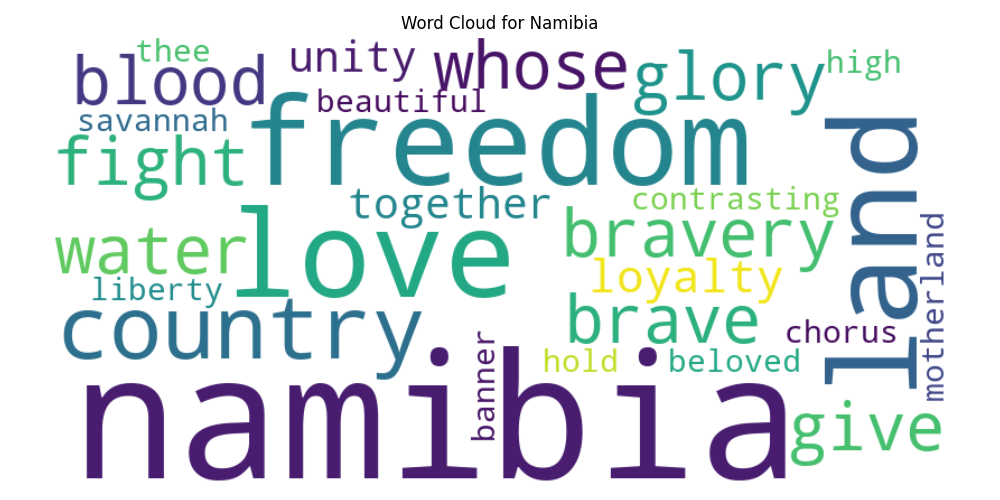 Word Cloud for Namibia
thee
unity
whose
high
blood
glory
beautiful
savannah
freedom
fight
land
together
contrasting
water
love
bravery
motherland
liberty
loyalty
country
brave
chorus
banner
hold
beloved
namibia
give